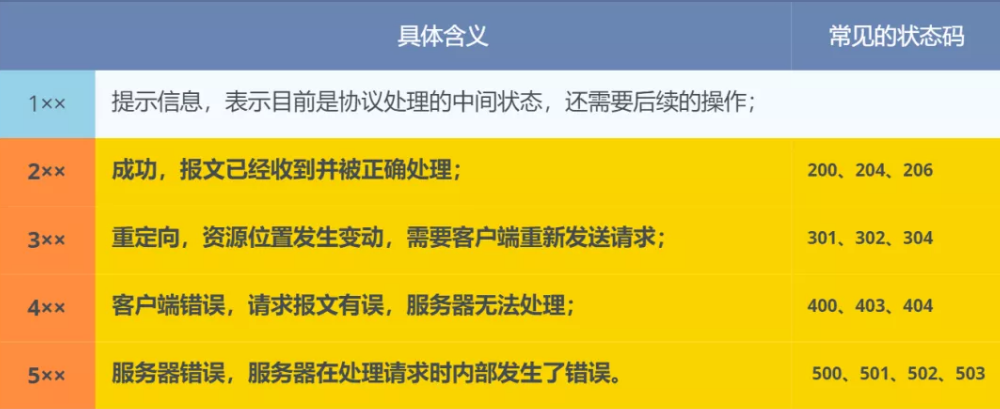 具体含义 常见的状态码
1×× 提示信息，表示目前是协议处理的中间状态，还需要后续的操作；
2×× 成功，报文已经收到并被正确处理； 200、204、206
3×× 重定向，资源位置发生变动，需要客户端重新发送请求； 301、302、304
4×× 客户端错误，请求报文有误，服务器无法处理； 400、403、404
5×× 服务器错误，服务器在处理请求时内部发生了错误。 500、501、502、503